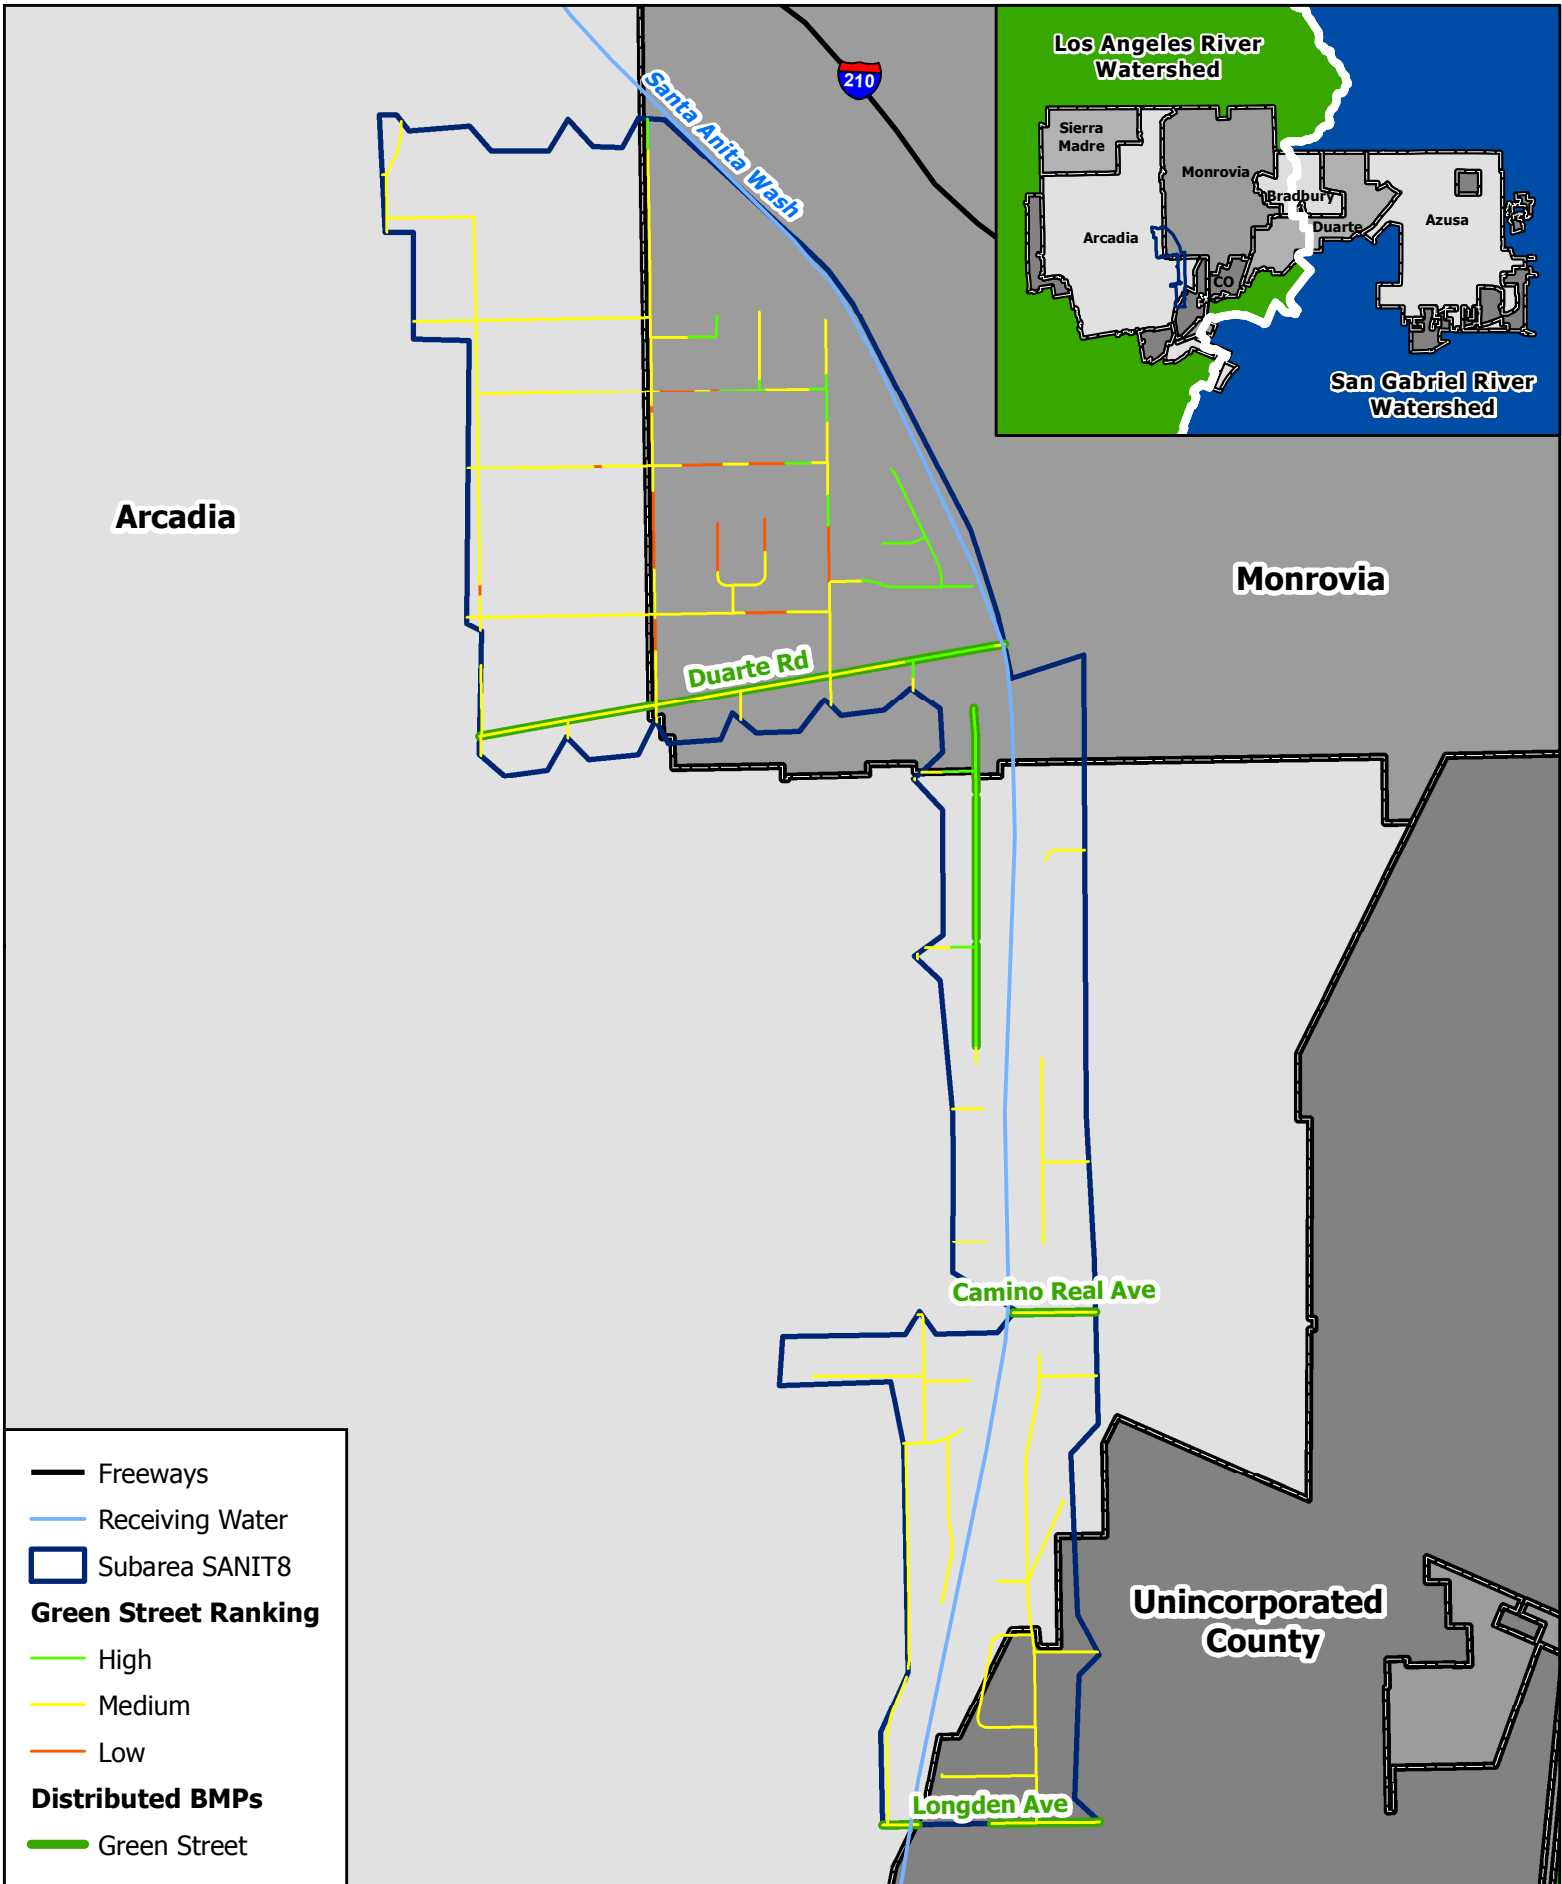 210
Santa Anita Wash
Los Angeles River
Watershed
Sierra
Madre
Monrovia
Bradbury
Duarte
Azusa
Arcadia
CO
San Gabriel River
Watershed
Arcadia
Monrovia
Duarte Rd
Camino Real Ave
Unincorporated
County
Longden Ave
Freeways
Receiving Water
Subarea SANIT8
Green Street Ranking
High
Medium
Low
Distributed BMPs
Green Street